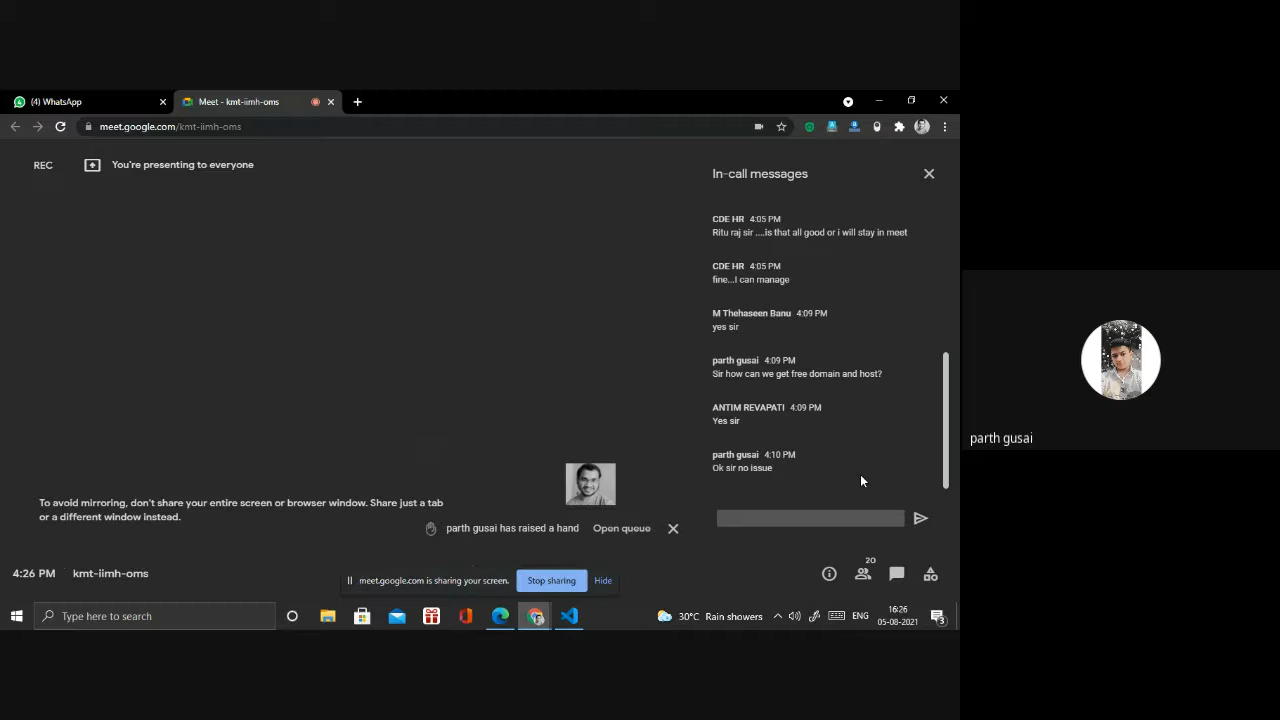 (4) WhatsApp
Meet - kmt-iimh-oms
meet.google.com/kmt-iimh-oms
REC
You're presenting to everyone
In-call messages
CDE HR 4:05 PM
Ritu raj sir ....is that all good or i will stay in meet
CDE HR 4:05 PM
fine...I can manage
M Thehaseen Banu 4:09 PM
yes sir
parth gusai 4:09 PM
Sir how can we get free domain and host?
ANTIM REVAPATI 4:09 PM
Yes sir
parth gusai 4:10 PM
Ok sir no issue
parth gusai
To avoid mirroring, don't share your entire screen or browser window. Share just a tab
or a different window instead.
parth gusai has raised a hand
Open queue
4:26 PM
kmt-iimh-oms
meet.google.com is sharing your screen.
Stop sharing
Hide
20
Type here to search
30°C Rain showers
ENG
16:26
05-08-2021
3